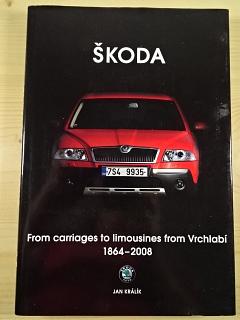 ŠKODA
7S4 9935
From carriages to limousines from Vrchlabí
1864–2008
JAN KRÁLÍK